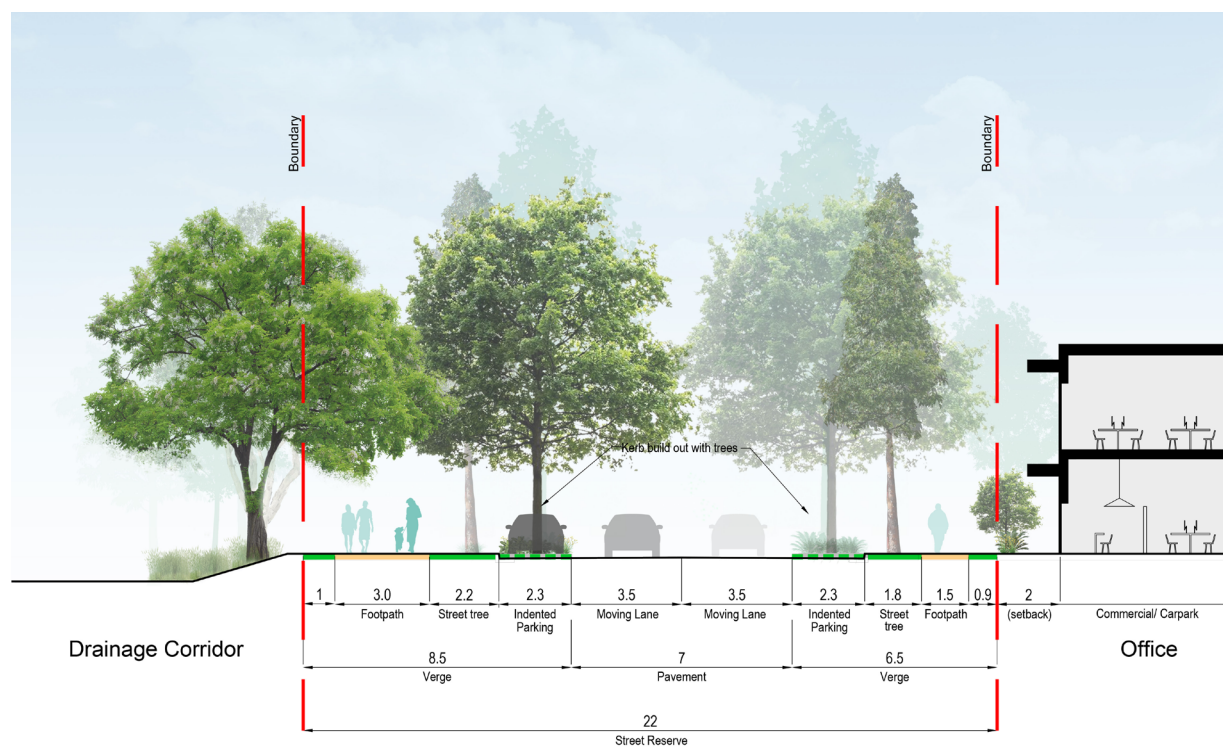 Boundary
Boundary
Kerb build out with trees
1
3.0
2.2
2.3
3.5
3.5
2.3
1.8
1.5
0.9
2
Footpath
Street tree
Indented
Parking
Moving Lane
Moving Lane
Indented
Parking
Street
tree
Footpath
(setback)
Commercial/ Carpark
Drainage Corridor
Office
8.5
Verge
7
Pavement
6.5
Verge
22
Street Reserve